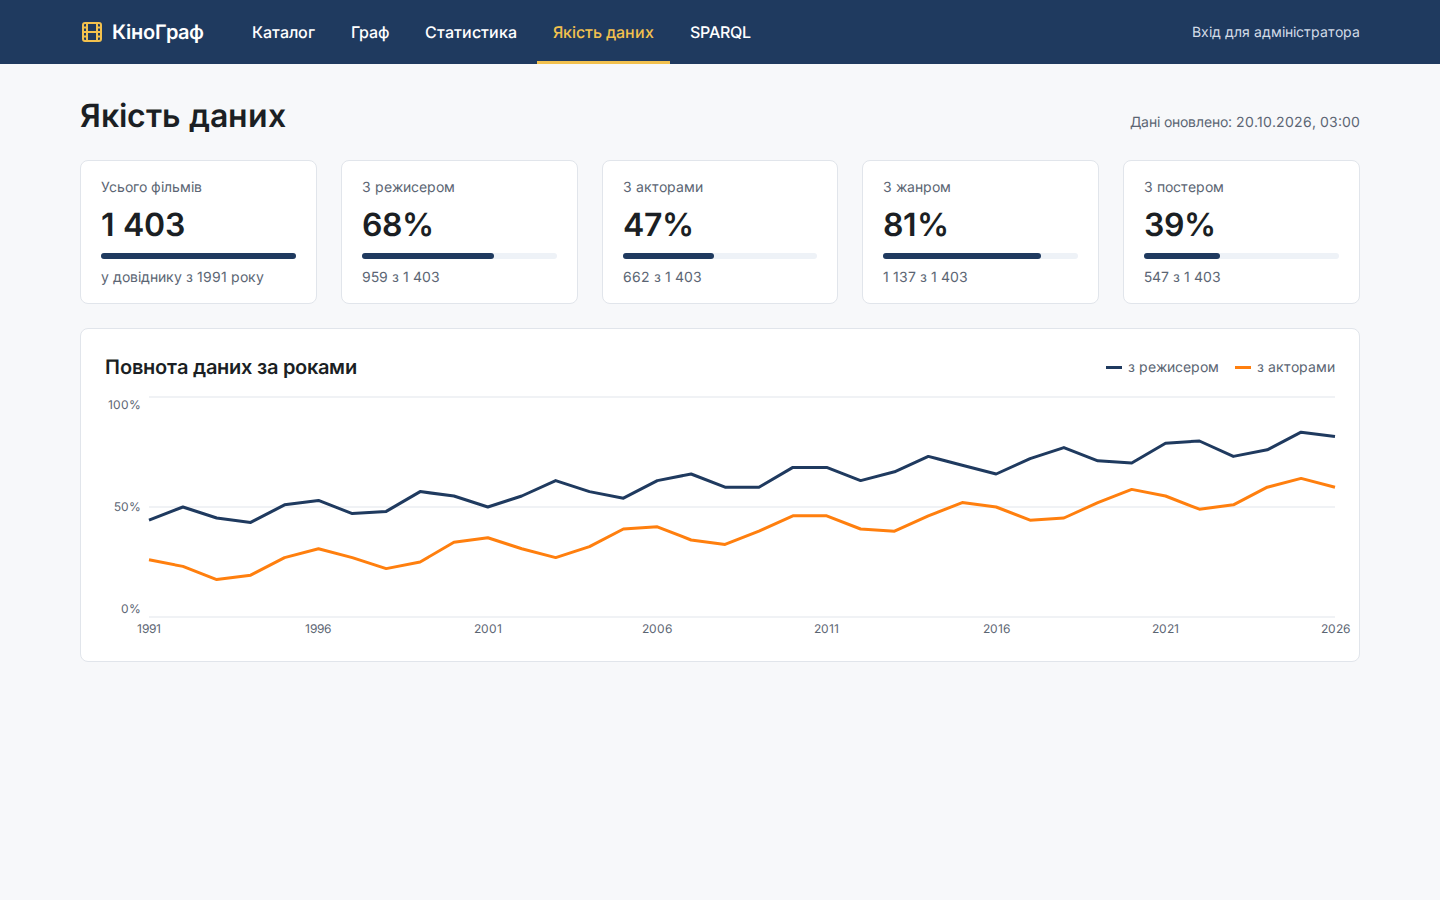 КіноГраф Каталог Граф Статистика Якість даних SPARQL Вхід для адміністратора
Якість даних
Дані оновлено: 20.10.2026, 03:00
Усього фільмів
1 403
у довіднику з 1991 року
З режисером
68%
959 з 1 403
З акторами
47%
662 з 1 403
З жанром
81%
1 137 з 1 403
З постером
39%
547 з 1 403
Повнота даних за роками
з режисером з акторами
100%
50%
0%
1991 1996 2001 2006 2011 2016 2021 2026